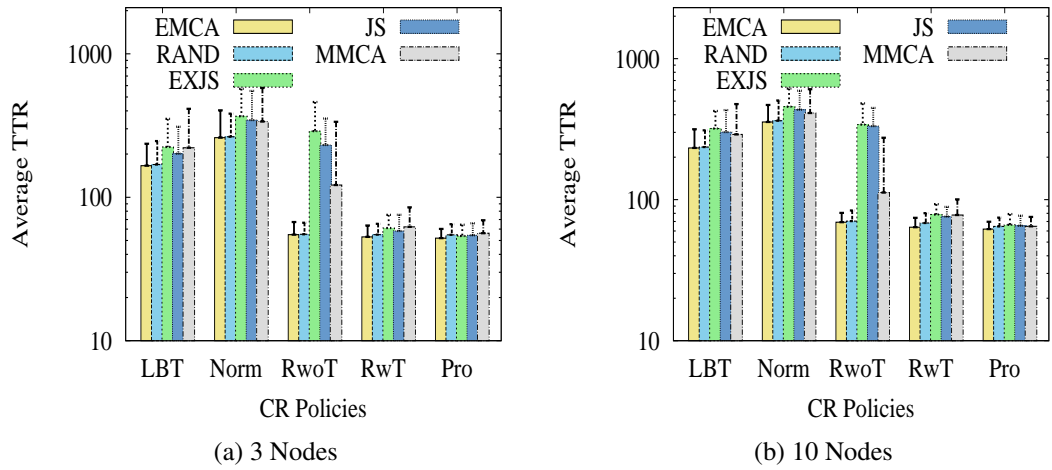 EMCA
RAND
EXJS
JS
MMCA
1000
100
10
Average TTR
LBT Norm RwoT RwT Pro
CR Policies
(a) 3 Nodes
EMCA
RAND
EXJS
JS
MMCA
1000
100
10
Average TTR
LBT Norm RwoT RwT Pro
CR Policies
(b) 10 Nodes